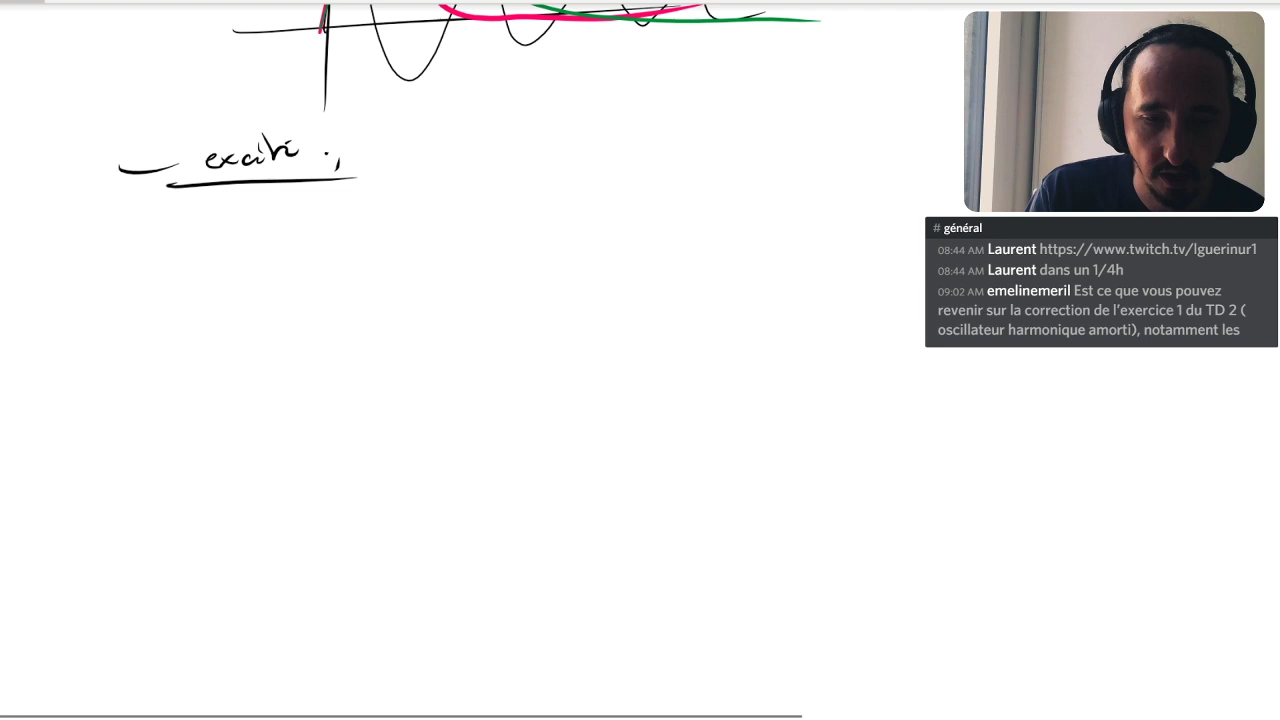 excité :
# général
08:44 AM Laurent https://www.twitch.tv/lguerinur1
08:44 AM Laurent dans un 1/4h
09:02 AM emelinemeril Est ce que vous pouvez
revenir sur la correction de l'exercice 1 du TD 2 (
oscillateur harmonique amorti), notamment les